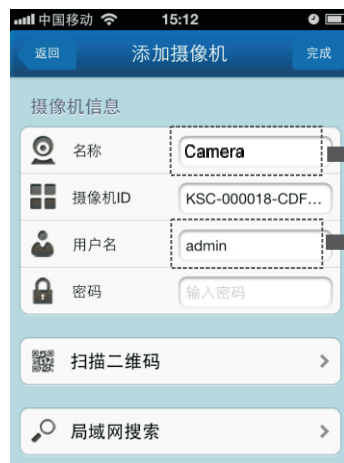 中国移动 15:12
返回 添加摄像机 完成
摄像机信息
名称 Camera
摄像机ID KSC-000018-CDF...
用户名 admin
密码 输入密码
扫描二维码
局域网搜索